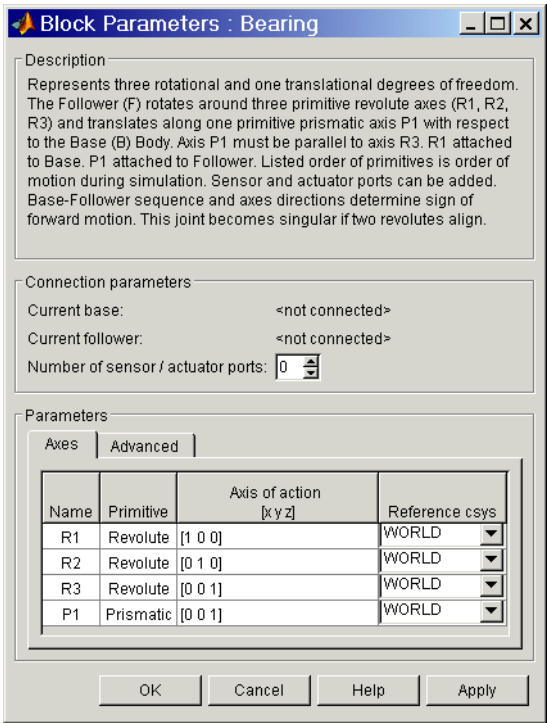 Block Parameters : Bearing
Description
Represents three rotational and one translational degrees of freedom.
The Follower (F) rotates around three primitive revolute axes (R1, R2,
R3) and translates along one primitive prismatic axis P1 with respect
to the Base (B) Body. Axis P1 must be parallel to axis R3. R1 attached
to Base. P1 attached to Follower. Listed order of primitives is order of
motion during simulation. Sensor and actuator ports can be added.
Base-Follower sequence and axes directions determine sign of
forward motion. This joint becomes singular if two revolutes align.
Connection parameters
Current base: <not connected>
Current follower: <not connected>
Number of sensor / actuator ports: 0
Parameters
Axes Advanced
Name Primitive Axis of action [x y z] Reference csys
R1 Revolute [1 0 0] WORLD
R2 Revolute [0 1 0] WORLD
R3 Revolute [0 0 1] WORLD
P1 Prismatic [0 0 1] WORLD
OK Cancel Help Apply